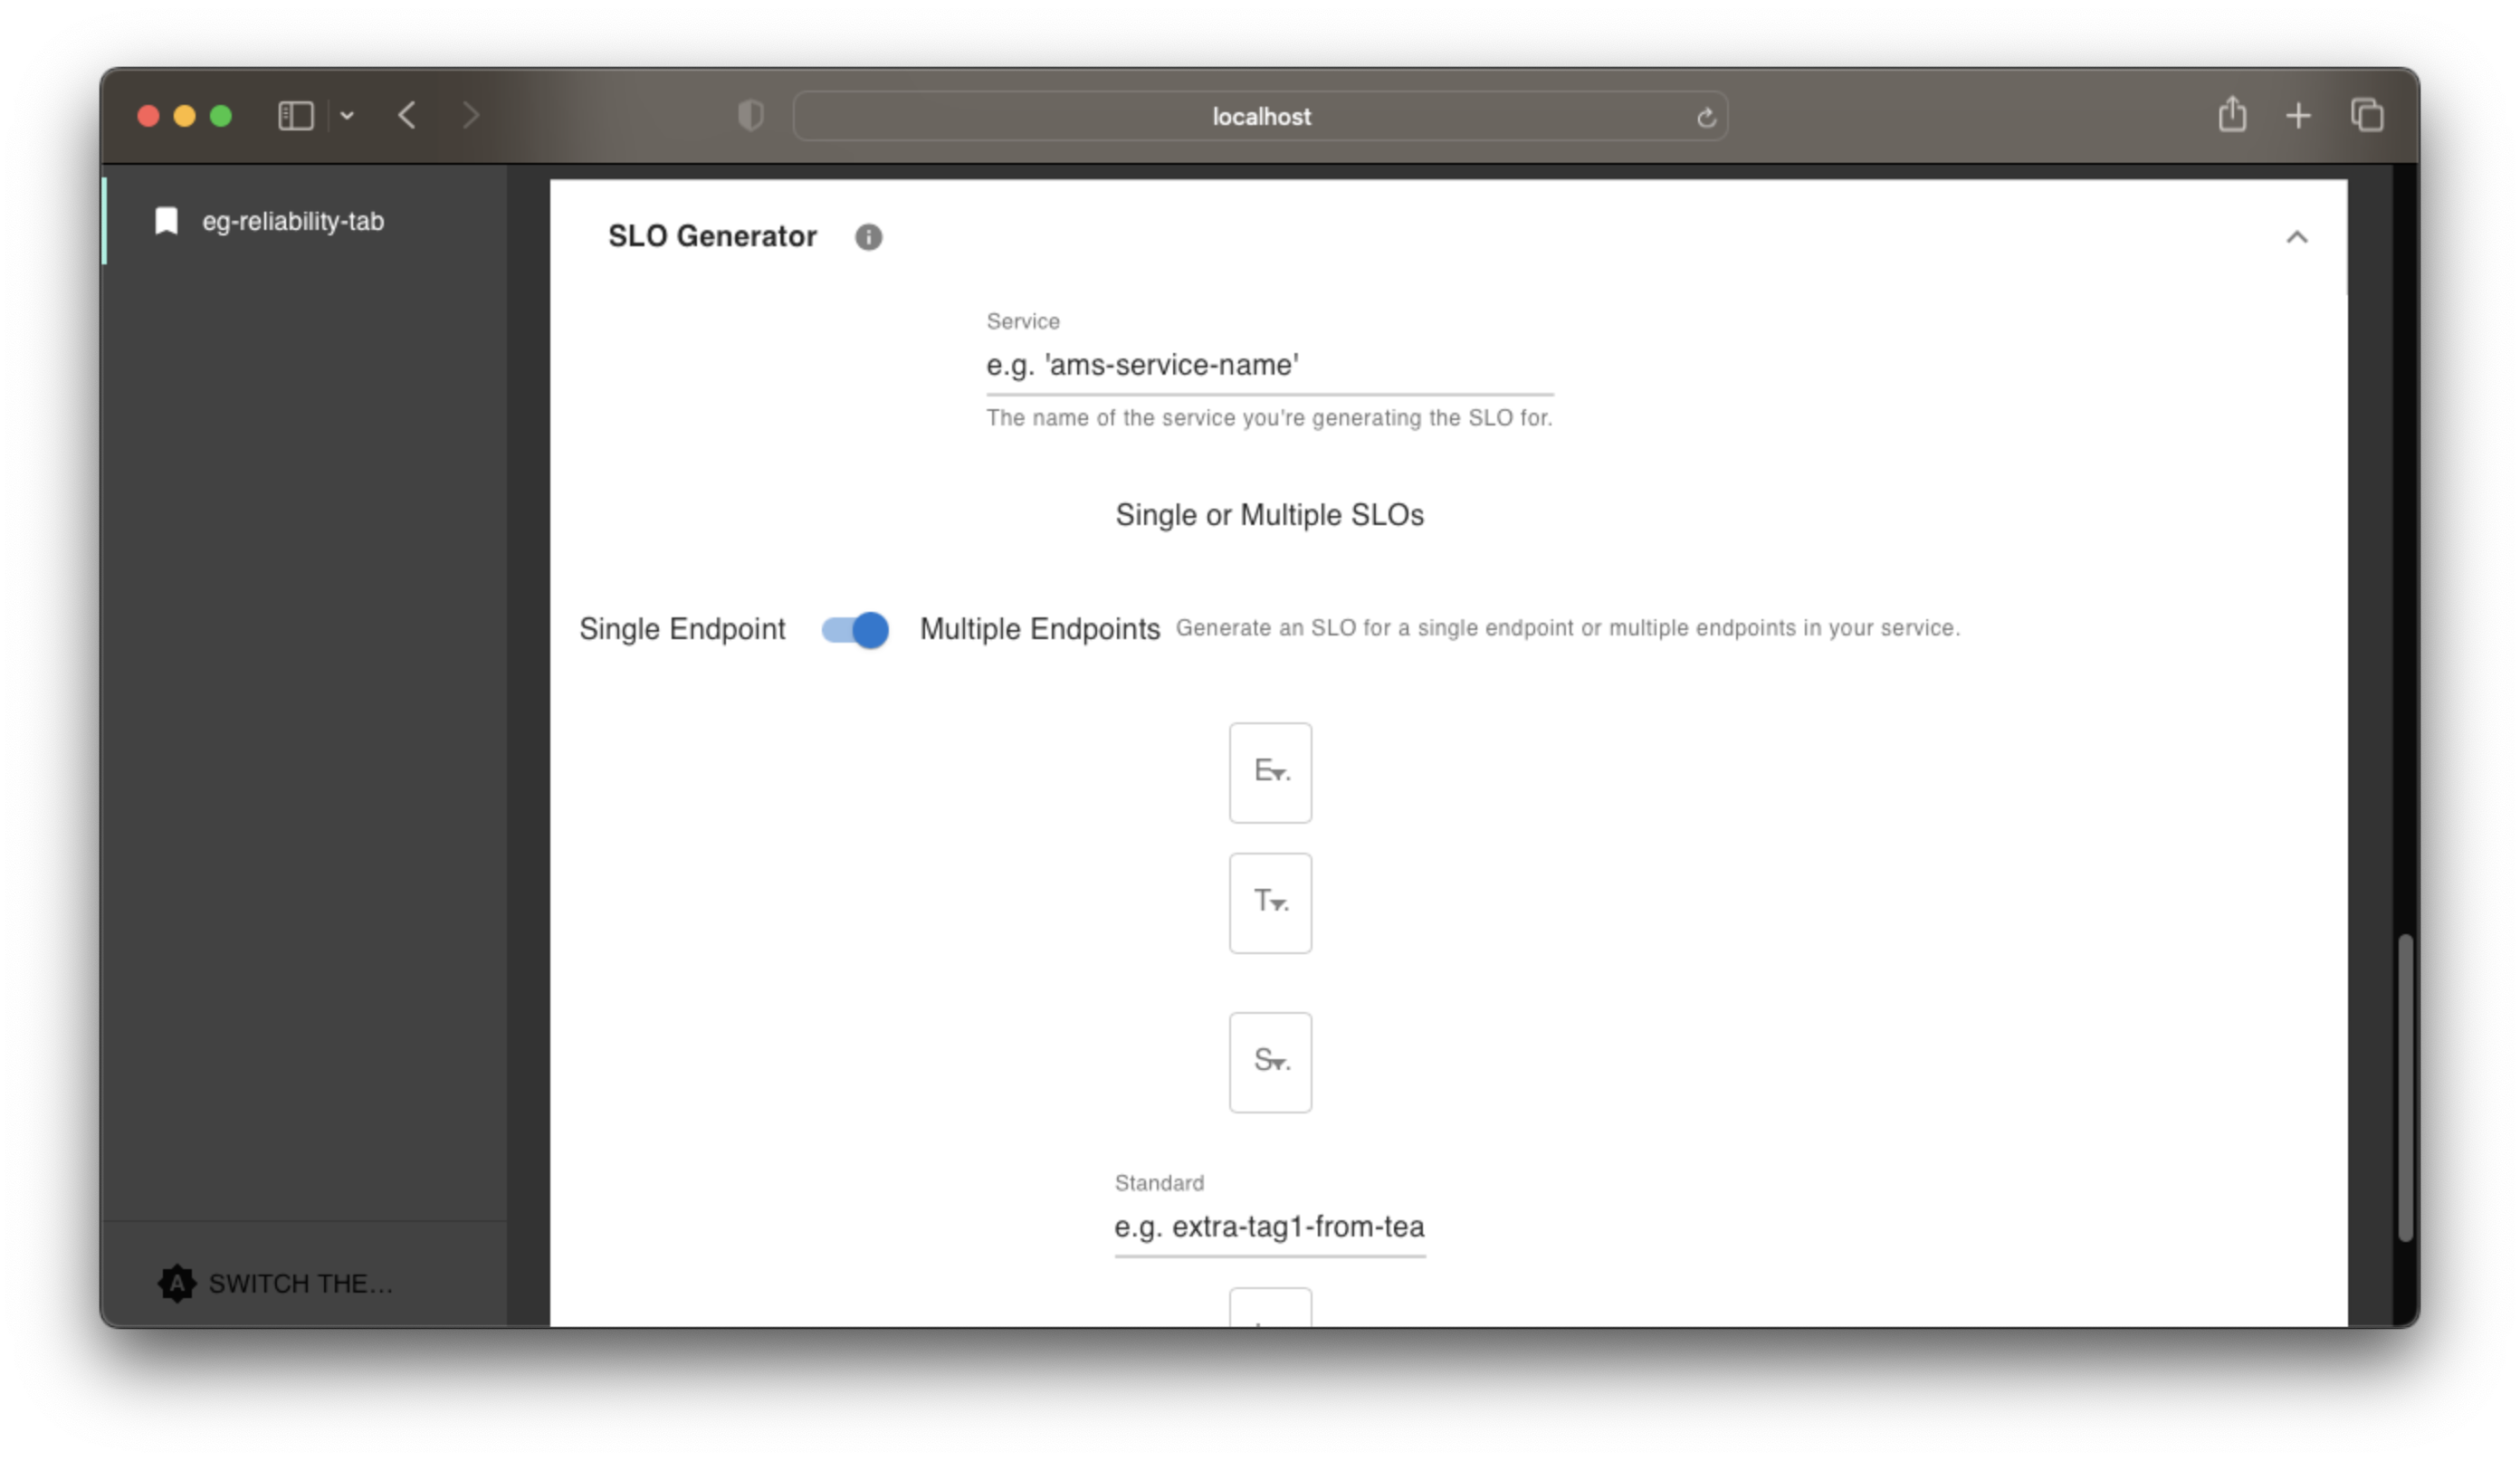 localhost
eg-reliability-tab
SLO Generator
Service
e.g. 'ams-service-name'
The name of the service you're generating the SLO for.
Single or Multiple SLOs
Single Endpoint Multiple Endpoints Generate an SLO for a single endpoint or multiple endpoints in your service.
E..
T..
S..
Standard
e.g. extra-tag1-from-tea
A SWITCH THE...